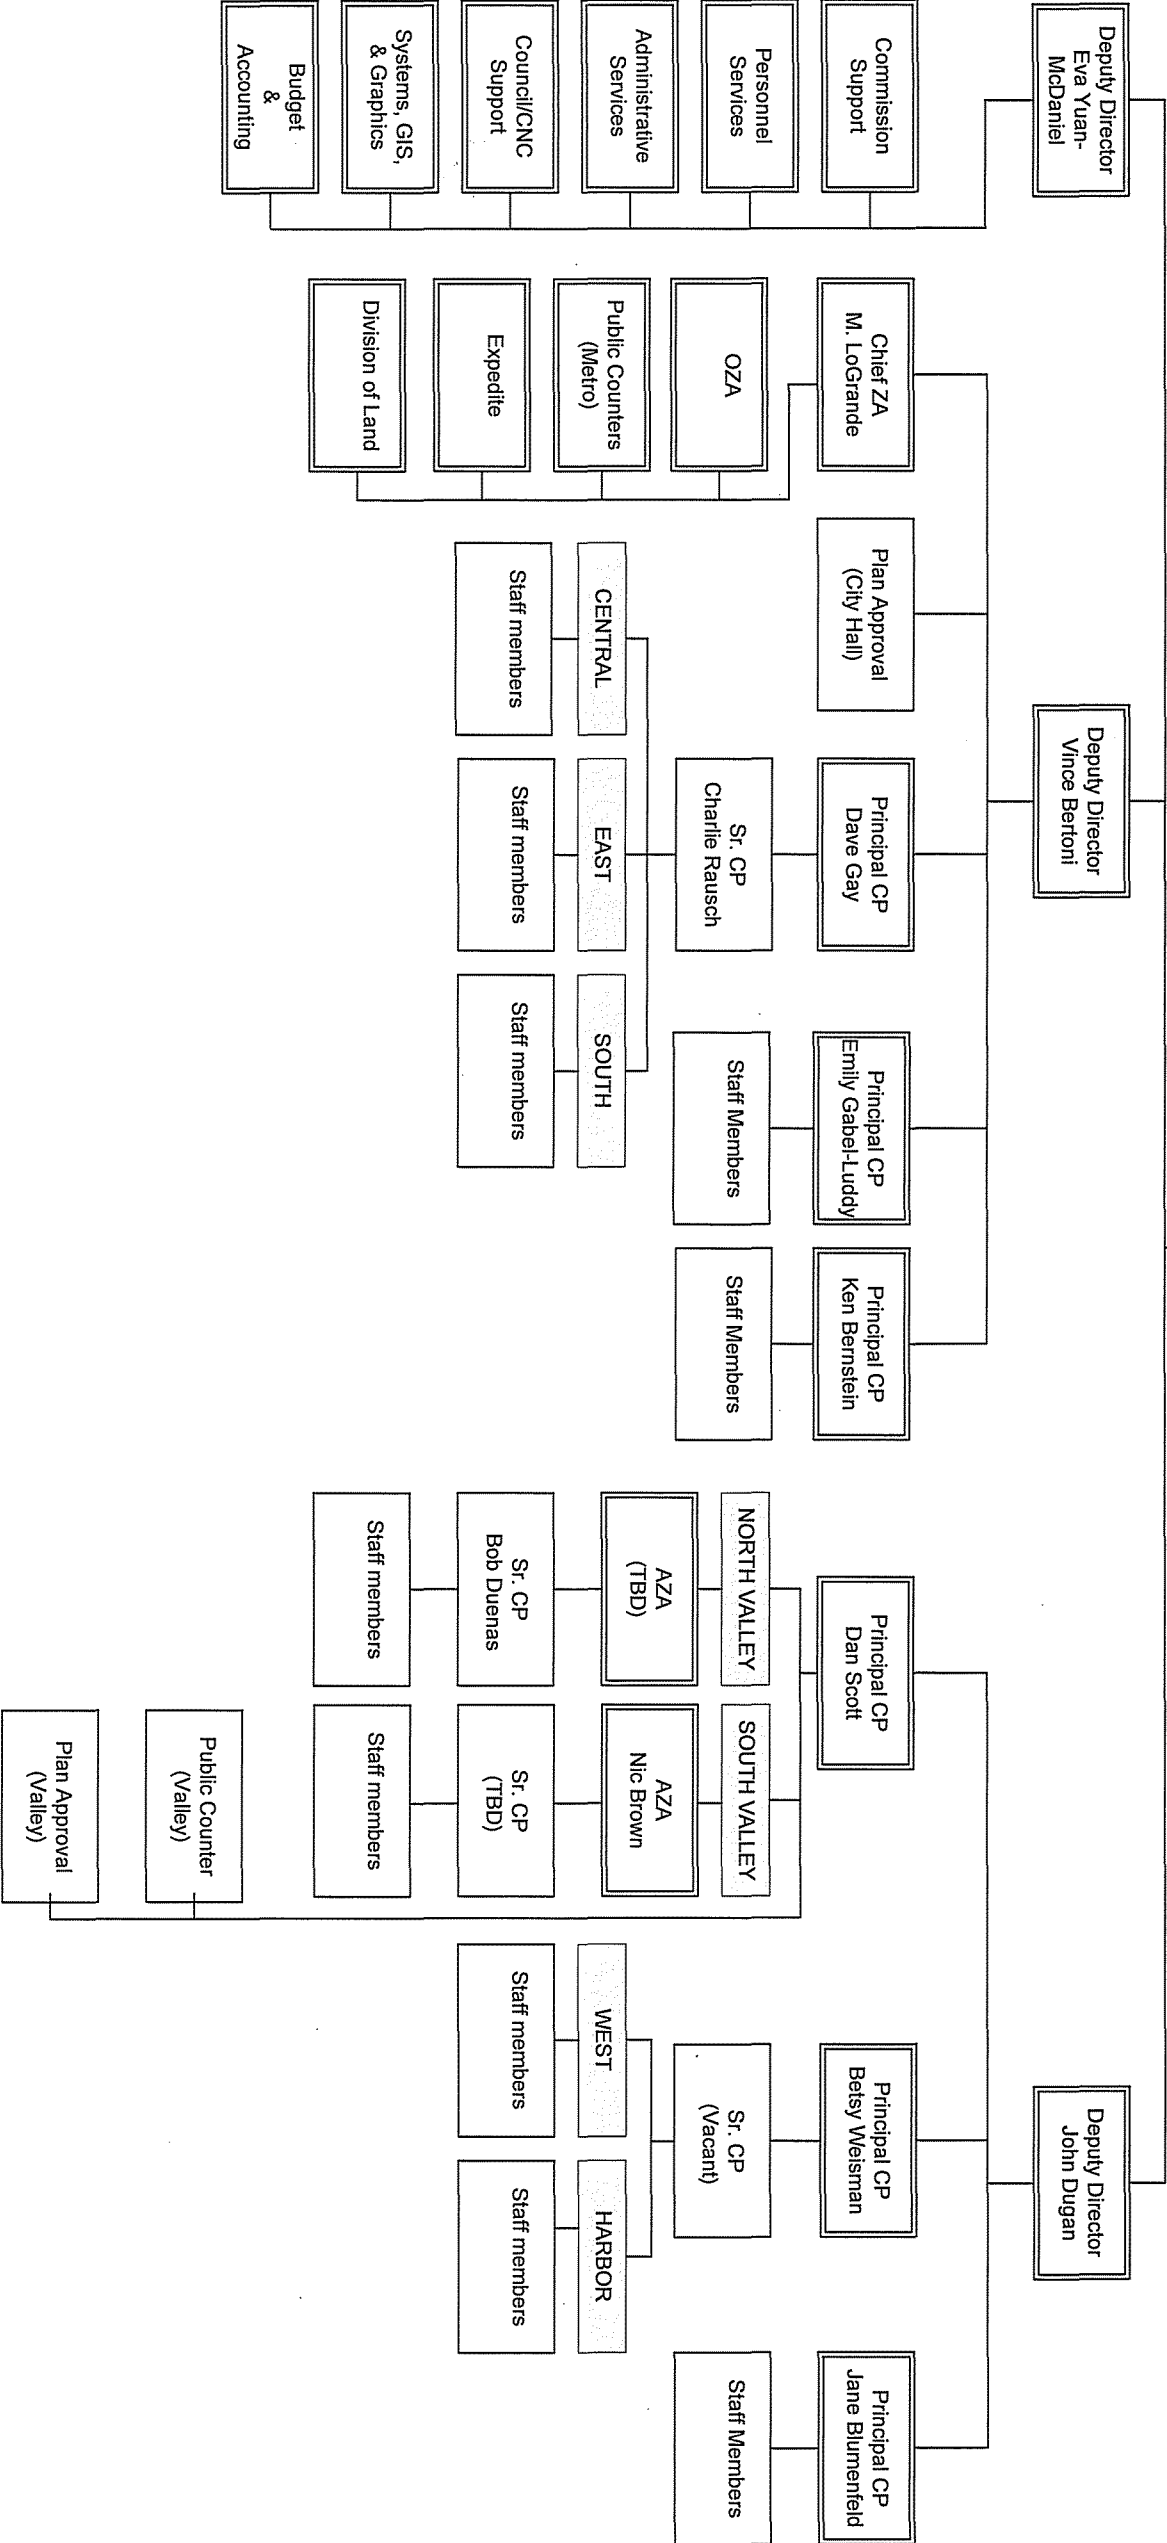 Deputy Director
Eva Yuan-
McDaniel
Commission
Support
Personnel
Services
Administrative
Services
Council/CNC
Support
Systems, GIS,
& Graphics
Budget
&
Accounting
Deputy Director
Vince Bertoni
Chief ZA
M. LoGrande
OZA
Public Counters
(Metro)
Expedite
Division of Land
Plan Approval
(City Hall)
Principal CP
Dave Gay
Sr. CP
Charlie Rausch
CENTRAL
Staff members
EAST
Staff members
SOUTH
Staff members
Principal CP
Emily Gabel-Luddy
Staff Members
Principal CP
Ken Bernstein
Staff Members
Deputy Director
John Dugan
Principal CP
Dan Scott
NORTH VALLEY
AZA
(TBD)
Sr. CP
Bob Duenas
Staff members
SOUTH VALLEY
AZA
Nic Brown
Sr. CP
(TBD)
Staff members
Public Counter
(Valley)
Plan Approval
(Valley)
Principal CP
Betsy Weisman
Sr. CP
(Vacant)
WEST
Staff members
HARBOR
Staff members
Principal CP
Jane Blumenfeld
Staff Members